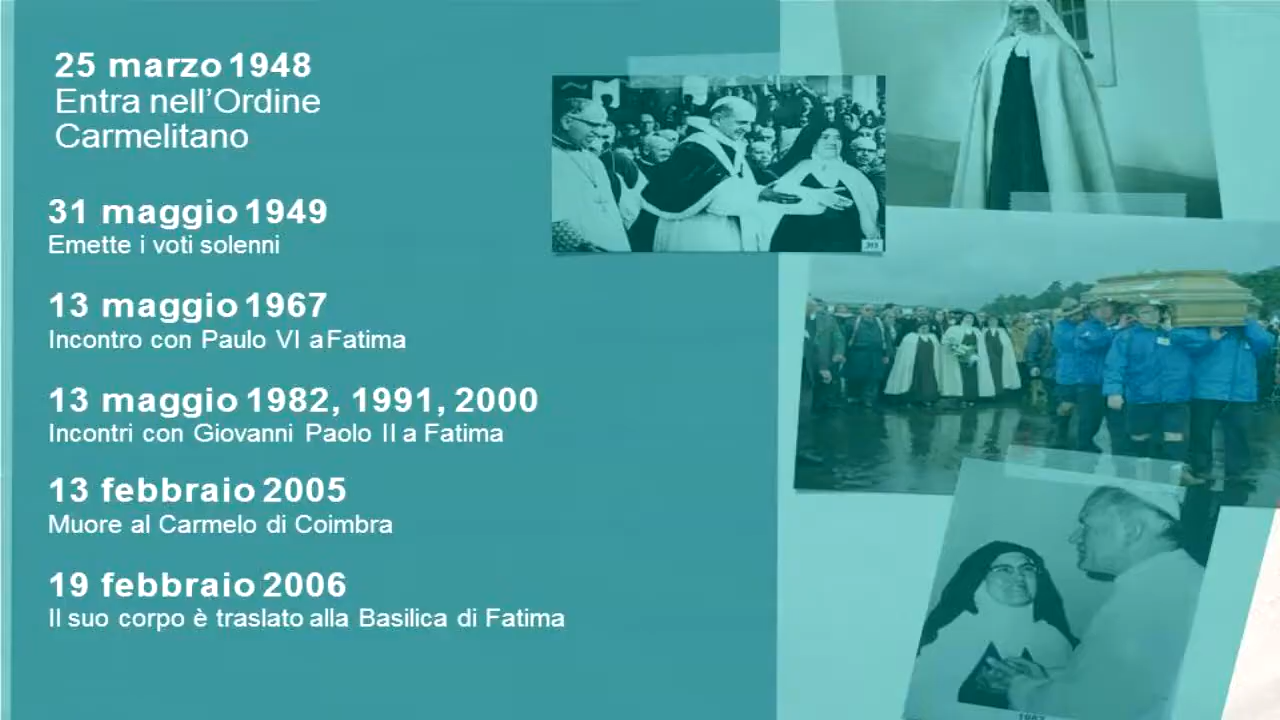 25 marzo 1948
Entra nell'Ordine
Carmelitano
31 maggio 1949
Emette i voti solenni
13 maggio 1967
Incontro con Paulo VI a Fatima
13 maggio 1982, 1991, 2000
Incontri con Giovanni Paolo II a Fatima
13 febbraio 2005
Muore al Carmelo di Coimbra
19 febbraio 2006
Il suo corpo è traslato alla Basilica di Fatima